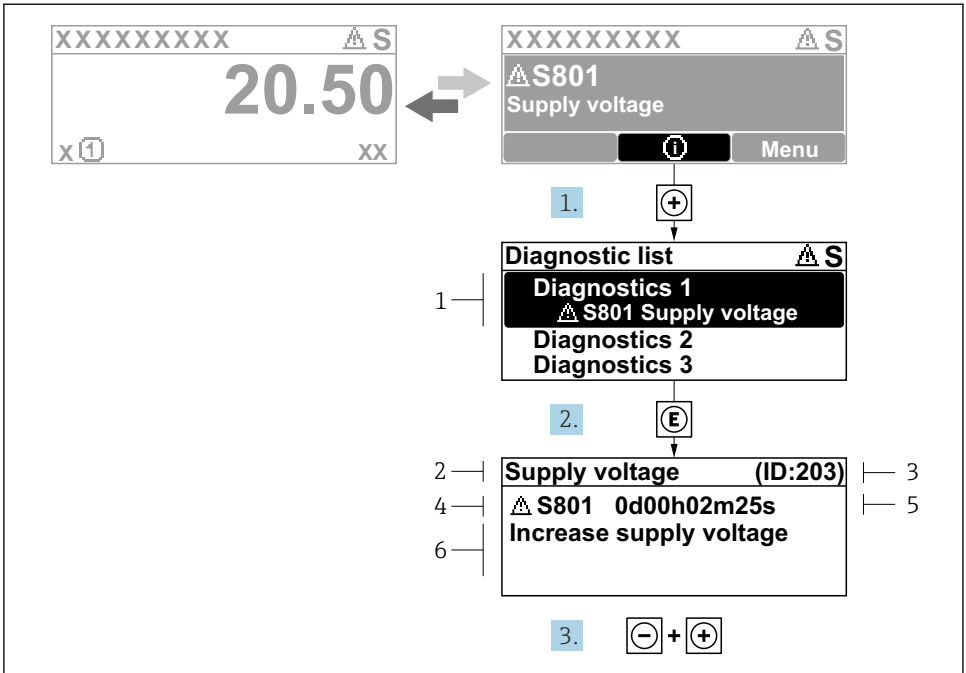 XXXXXXXXX ⚠ S
20.50
x ① xx
XXXXXXXXX ⚠ S
⚠ S801
Supply voltage
ⓘ Menu
1. +
Diagnostic list ⚠ S
1
Diagnostics 1
⚠ S801 Supply voltage
Diagnostics 2
Diagnostics 3
2. E
2 Supply voltage (ID:203) 3
4 ⚠ S801 0d00h02m25s 5
6 Increase supply voltage
3. - + +